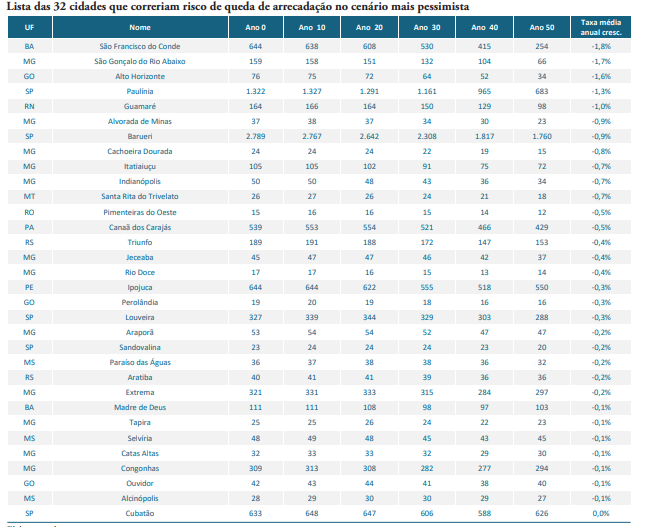 Lista das 32 cidades que correriam risco de queda de arrecadação no cenário mais pessimista
UF Nome Ano 0 Ano 10 Ano 20 Ano 30 Ano 40 Ano 50 Taxa média anual cresc.
BA São Francisco do Conde 644 638 608 530 415 254 -1,8%
MG São Gonçalo do Rio Abaixo 159 158 151 132 104 66 -1,7%
GO Alto Horizonte 76 75 72 64 52 34 -1,6%
SP Paulínia 1.322 1.327 1.291 1.161 965 683 -1,3%
RN Guamaré 164 166 164 150 129 98 -1,0%
MG Alvorada de Minas 37 38 37 34 30 23 -0,9%
SP Barueri 2.789 2.767 2.642 2.308 1.817 1.760 -0,9%
MG Cachoeira Dourada 24 24 24 22 19 15 -0,8%
MG Itatiaiuçu 105 105 102 91 75 72 -0,7%
MG Indianópolis 50 50 48 43 36 34 -0,7%
MT Santa Rita do Trivelato 26 27 26 24 21 18 -0,7%
RO Pimenteiras do Oeste 15 16 16 15 14 12 -0,5%
PA Canaã dos Carajás 539 553 554 521 466 429 -0,5%
RS Triunfo 189 191 188 172 147 153 -0,4%
MG Jeceaba 45 47 47 46 42 37 -0,4%
MG Rio Doce 17 17 16 15 13 14 -0,4%
PE Ipojuca 644 644 622 555 518 550 -0,3%
GO Perolândia 19 20 19 18 16 16 -0,3%
SP Louveira 327 339 344 329 303 288 -0,3%
MG Araporã 53 54 54 52 47 47 -0,2%
SP Sandovalina 23 24 24 24 23 20 -0,2%
MS Paraíso das Águas 36 37 38 38 36 32 -0,2%
RS Aratiba 40 41 41 39 36 36 -0,2%
MG Extrema 321 331 333 315 284 297 -0,2%
BA Madre de Deus 111 111 108 98 97 103 -0,1%
MG Tapira 25 25 26 24 22 23 -0,1%
MS Selvíria 48 49 48 45 43 45 -0,1%
MG Catas Altas 32 33 33 32 29 30 -0,1%
MG Congonhas 309 313 308 282 277 294 -0,1%
GO Ouvidor 42 43 44 41 38 40 -0,1%
MS Alcinópolis 28 29 30 30 29 27 -0,1%
SP Cubatão 633 648 647 606 588 626 0,0%